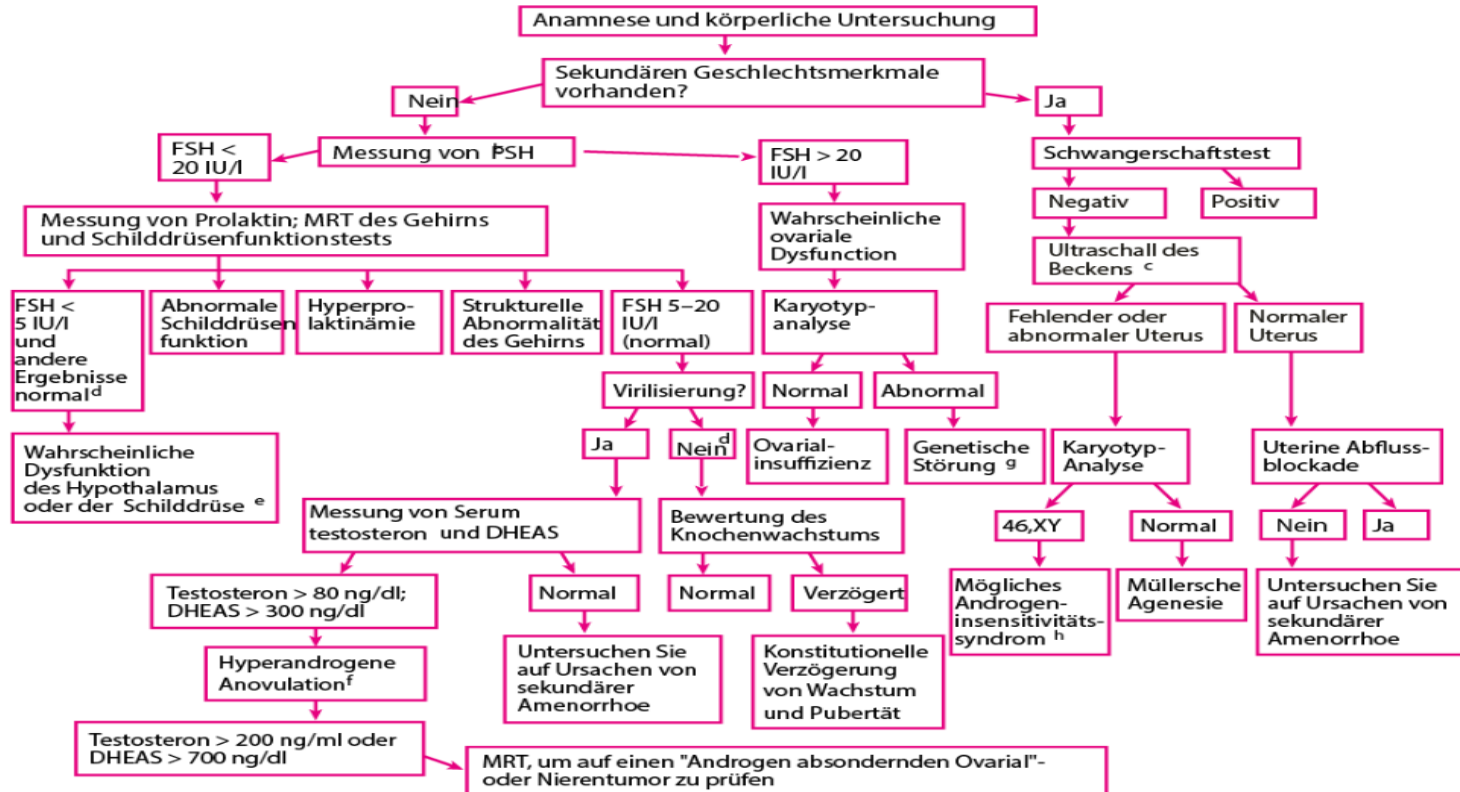 Anamnese und körperliche Untersuchung
Sekundären Geschlechtsmerkmale
vorhanden?
Nein
Ja
FSH <
20 IU/l
Messung von FSH b
FSH > 20
IU/l
Schwangerschaftstest
Negativ
Positiv
Messung von Prolaktin; MRT des Gehirns
und Schilddrüsenfunktionstests
Wahrscheinliche
ovariale
Dysfunction
Ultraschall des
Beckens c
FSH <
5 IU/l
und
andere
Ergebnisse
normal d
Abnormale
Schilddrüsen
funktion
Hyperpro-
laktinämie
Strukturelle
Abnormalität
des Gehirns
FSH 5–20
IU/l
(normal)
Karyotyp-
analyse
Fehlender oder
abnormaler Uterus
Normaler
Uterus
Virilisierung?
Normal
Abnormal
Wahrscheinliche
Dysfunktion
des Hypothalamus
oder der Schilddrüse e
Ja
Nein d
Ovarial-
insuffizienz
Genetische
Störung g
Karyotyp-
Analyse
Uterine Abfluss-
blockade
Messung von Serum
testosteron und DHEAS
Bewertung des
Knochenwachstums
46,XY
Normal
Nein
Ja
Testosteron > 80 ng/dl;
DHEAS > 300 ng/dl
Normal
Normal
Verzögert
Mögliches
Androgen-
insensitivitäts-
syndrom h
Müllersche
Agenesie
Untersuchen Sie
auf Ursachen von
sekundärer
Amenorrhoe
Hyperandrogene
Anovulation f
Untersuchen Sie
auf Ursachen von
sekundärer
Amenorrhoe
Konstitutionelle
Verzögerung
von Wachstum
und Pubertät
Testosteron > 200 ng/ml oder
DHEAS > 700 ng/dl
MRT, um auf einen "Androgen absondernden Ovarial"-
oder Nierentumor zu prüfen